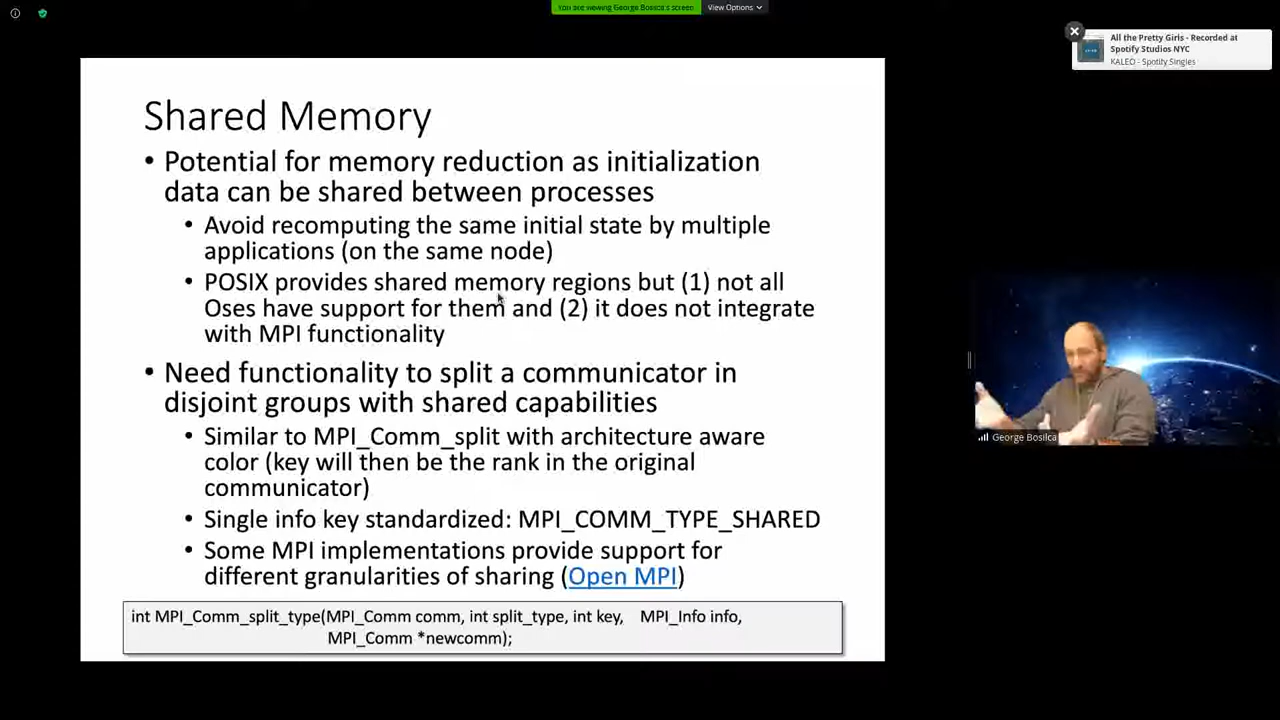 You are viewing George Bosilca's screen
View Options
All the Pretty Girls - Recorded at
Spotify Studios NYC
KALEO - Spotify Singles
Shared Memory
• Potential for memory reduction as initialization
data can be shared between processes
• Avoid recomputing the same initial state by multiple
applications (on the same node)
• POSIX provides shared memory regions but (1) not all
Oses have support for them and (2) it does not integrate
with MPI functionality
• Need functionality to split a communicator in
disjoint groups with shared capabilities
• Similar to MPI_Comm_split with architecture aware
color (key will then be the rank in the original
communicator)
• Single info key standardized: MPI_COMM_TYPE_SHARED
• Some MPI implementations provide support for
different granularities of sharing (Open MPI)
int MPI_Comm_split_type(MPI_Comm comm, int split_type, int key, MPI_Info info,
MPI_Comm *newcomm);
George Bosilca